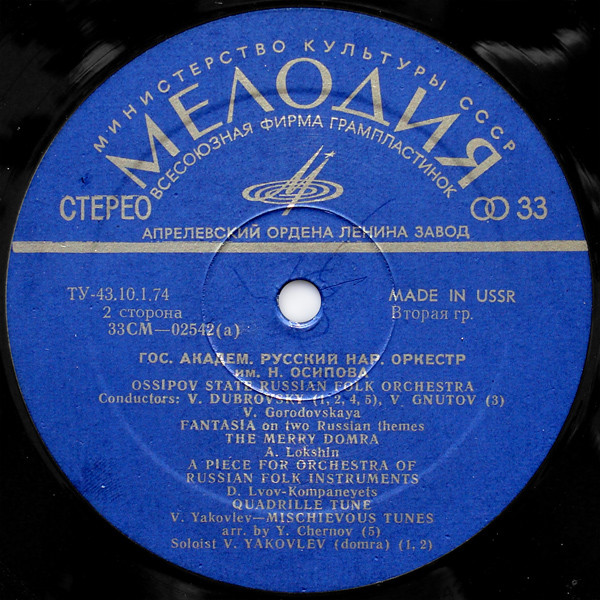 МИНИСТЕРСТВО КУЛЬТУРЫ СССР
МЕЛОДИЯ
ВСЕСОЮЗНАЯ ФИРМА ГРАМПЛАСТИНОК
СТЕРЕО
33
АПРЕЛЕВСКИЙ ОРДЕНА ЛЕНИНА ЗАВОД
ТУ-43.10.1.74
MADE IN USSR
2 сторона
Вторая гр.
33СМ—02542(а)
ГОС. АКАДЕМ. РУССКИЙ НАР. ОРКЕСТР
им. Н. ОСИПОВА
OSSIPOV STATE RUSSIAN FOLK ORCHESTRA
Conductors: V. DUBROVSKY (1, 2, 4, 5), V. GNUTOV (3)
V. Gorodovskaya
FANTASIA on two Russian themes
THE MERRY DOMRA
A. Lokshin
A PIECE FOR ORCHESTRA OF
RUSSIAN FOLK INSTRUMENTS
D. Lvov-Kompaneyets
QUADRILLE TUNE
V. Yakovlev—MISCHIEVOUS TUNES
arr. by Y. Chernov (5)
Soloist V. YAKOVLEV (domra) (1, 2)